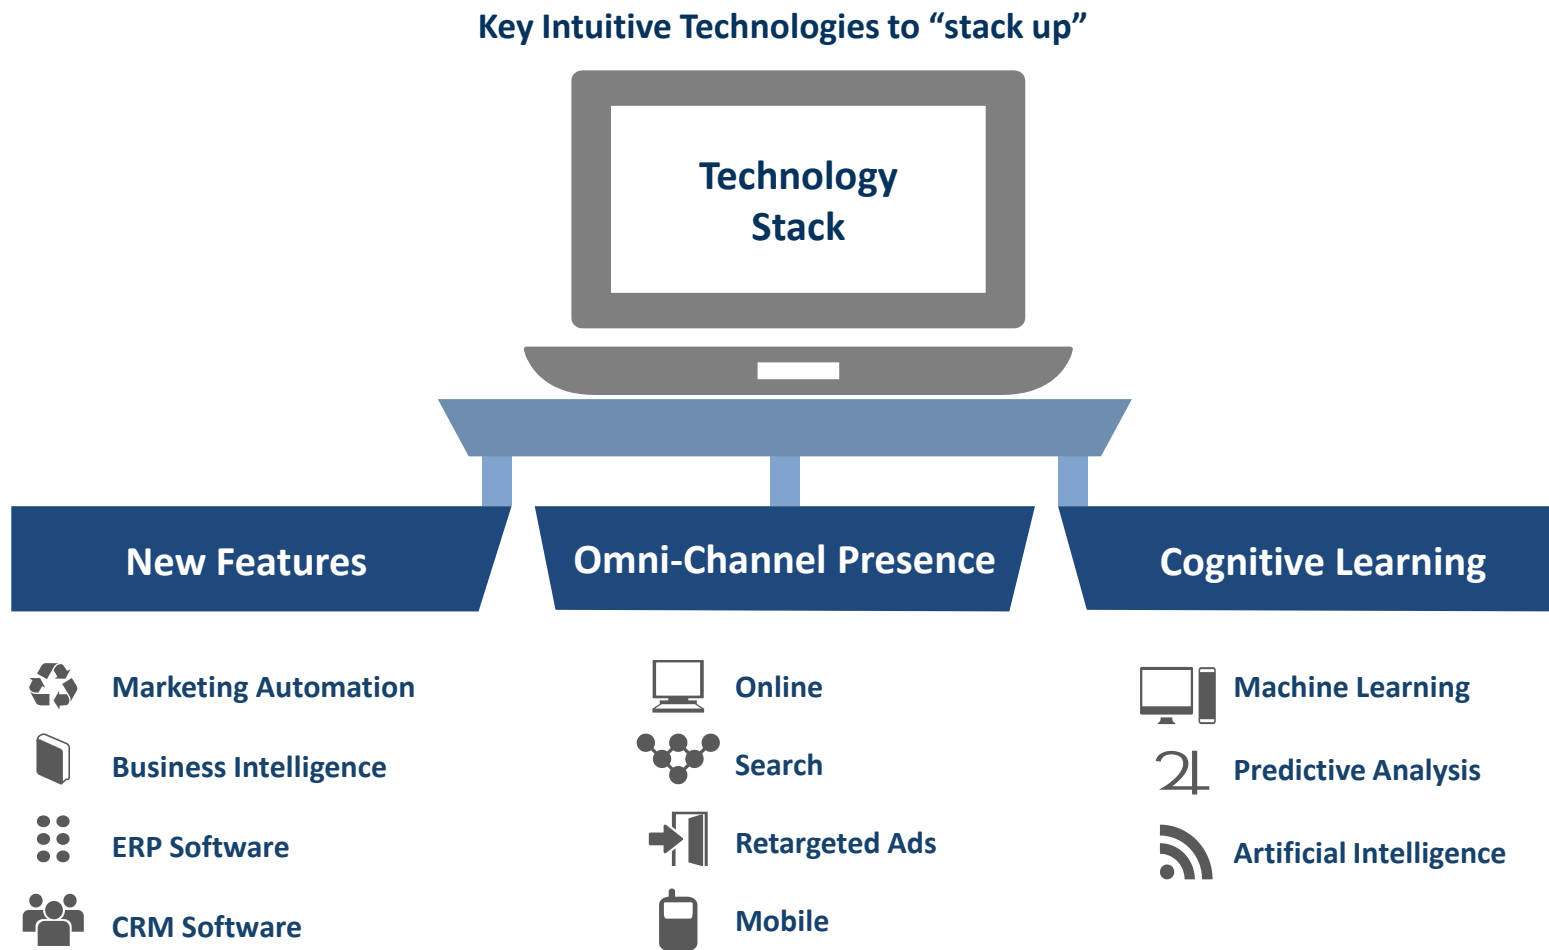 Key Intuitive Technologies to “stack up”
Technology
Stack
New Features
Omni-Channel Presence
Cognitive Learning
Marketing Automation
Business Intelligence
ERP Software
CRM Software
Online
Search
Retargeted Ads
Mobile
Machine Learning
Predictive Analysis
Artificial Intelligence